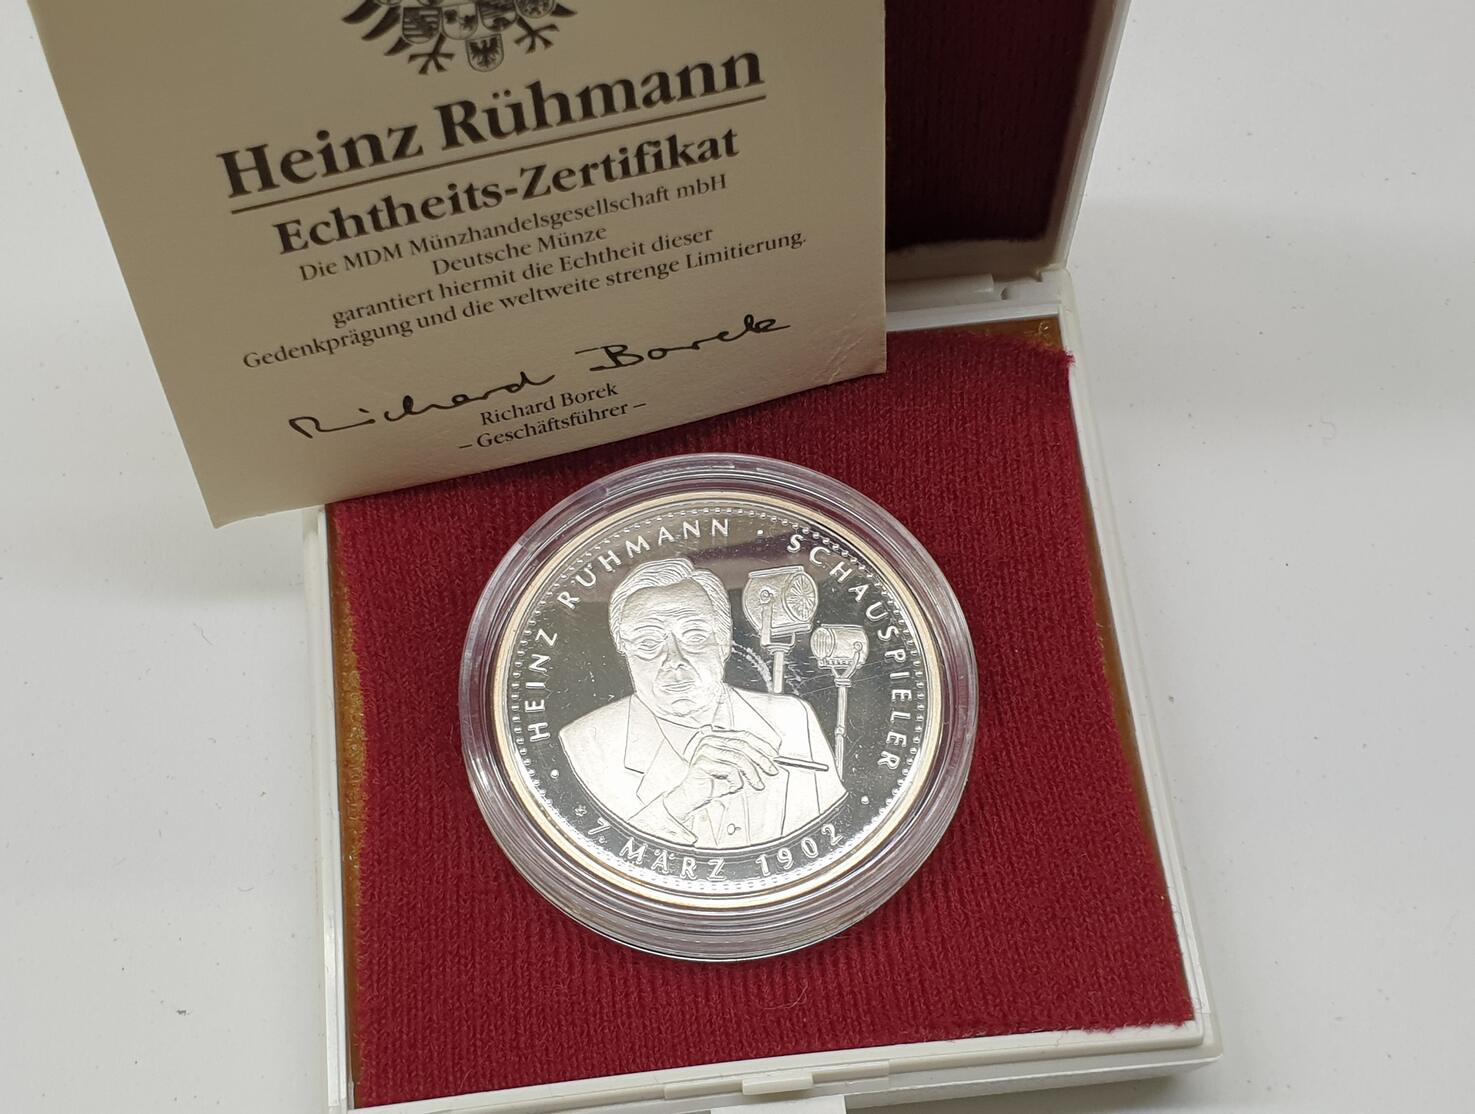 Heinz Rühmann
Echtheits-Zertifikat
Die MDM Münzhandelsgesellschaft mbH
Deutsche Münze
garantiert hiermit die Echtheit dieser
Gedenkprägung und die weltweite strenge Limitierung.
Richard Borek
Richard Borek
– Geschäftsführer –
· HEINZ RÜHMANN · SCHAUSPIELER ·
7. MÄRZ 1902